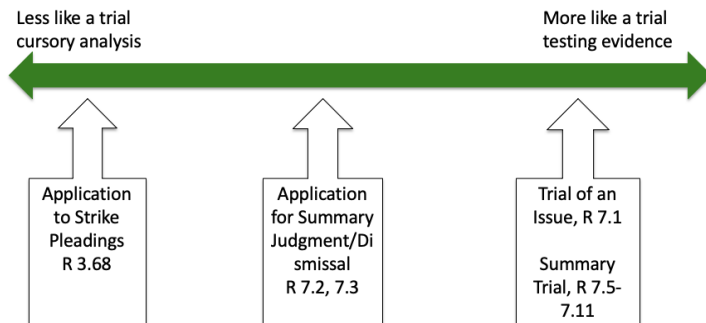 Less like a trial
cursory analysis
More like a trial
testing evidence
Application
to Strike
Pleadings
R 3.68
Application
for Summary
Judgment/Di
smissal
R 7.2, 7.3
Trial of an
Issue, R 7.1
Summary
Trial, R 7.5-
7.11